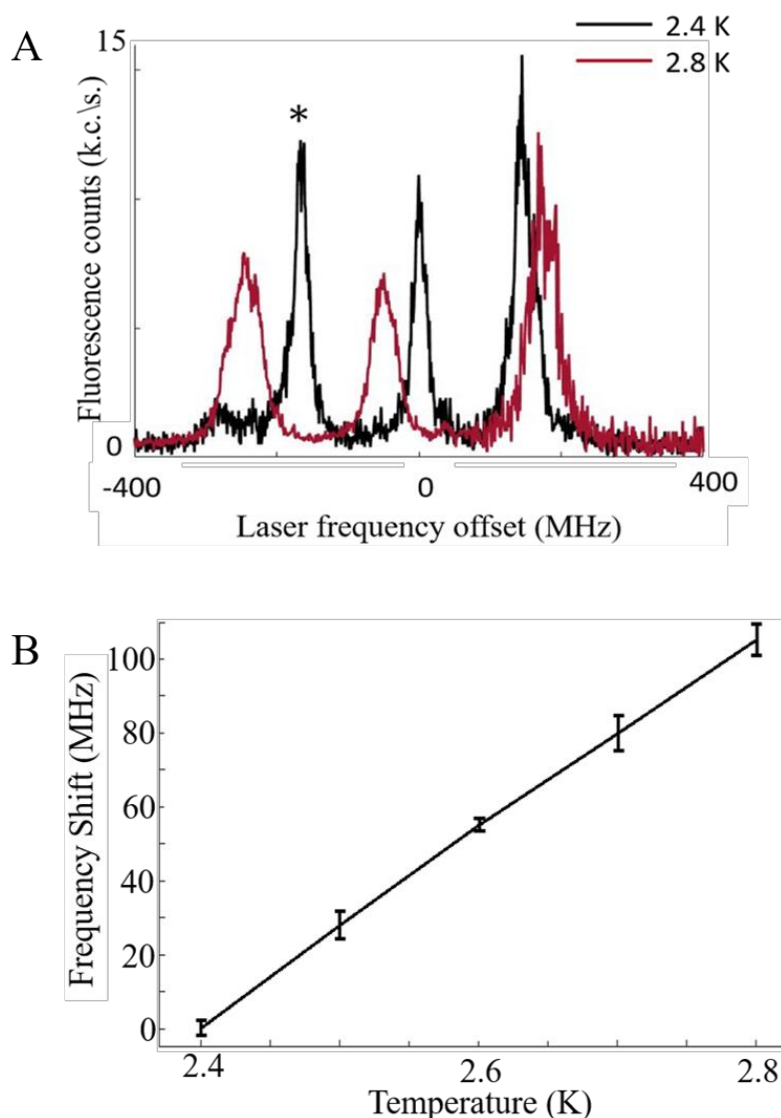 A
15
2.4 K
2.8 K
*
Fluorescence counts (k.c.\s.)
0
-400
0
400
Laser frequency offset (MHz)
B
Frequency Shift (MHz)
100
80
60
40
20
0
2.4
2.6
2.8
Temperature (K)